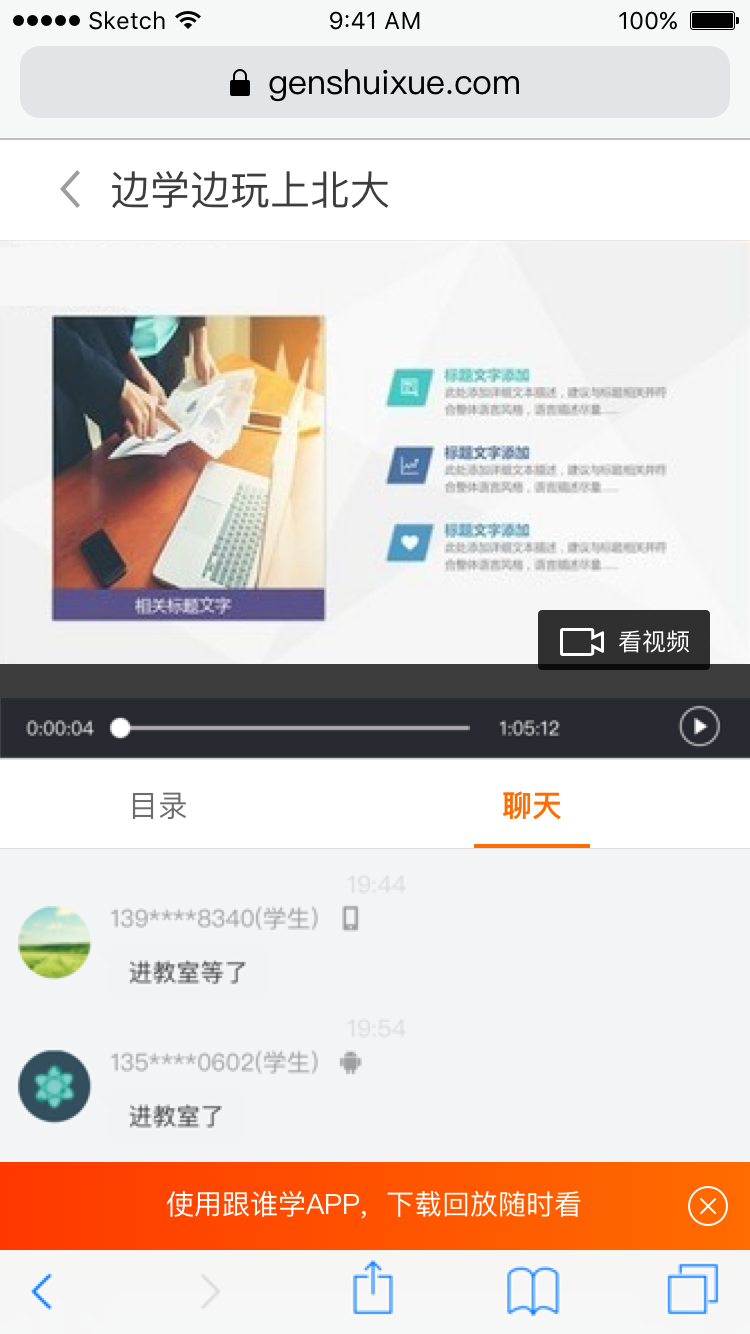 Sketch 9:41 AM 100%
genshuixue.com
边学边玩上北大
标题文字添加
此处添加详细文本描述，建议与标题相关并符
合整体语言风格，语言描述尽量......
标题文字添加
此处添加详细文本描述，建议与标题相关并符
合整体语言风格，语言描述尽量......
标题文字添加
此处添加详细文本描述，建议与标题相关并符
合整体语言风格，语言描述尽量......
相关标题文字
看视频
0:00:04 1:05:12
目录 聊天
19:44
139****8340(学生)
进教室等了
19:54
135****0602(学生)
进教室了
使用跟谁学APP，下载回放随时看